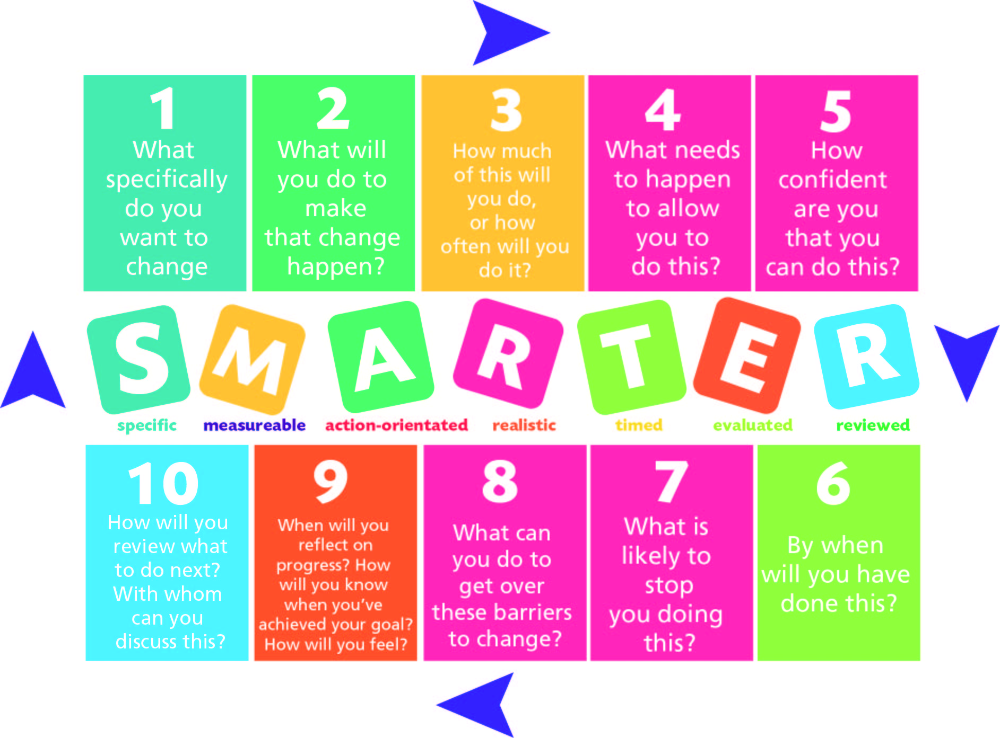 1
What
specifically
do you
want to
change
2
What will
you do to
make
that change
happen?
3
How much
of this will
you do,
or how
often will you
do it?
4
What needs
to happen
to allow
you to
do this?
5
How
confident
are you
that you
can do this?
S M A R T E R
specific measureable action-orientated realistic timed evaluated reviewed
10
How will you
review what
to do next?
With whom
can you
discuss this?
9
When will you
reflect on
progress? How
will you know
when you’ve
achieved your goal?
How will you feel?
8
What can
you do to
get over
these barriers
to change?
7
What is
likely to
stop
you doing
this?
6
By when
will you have
done this?